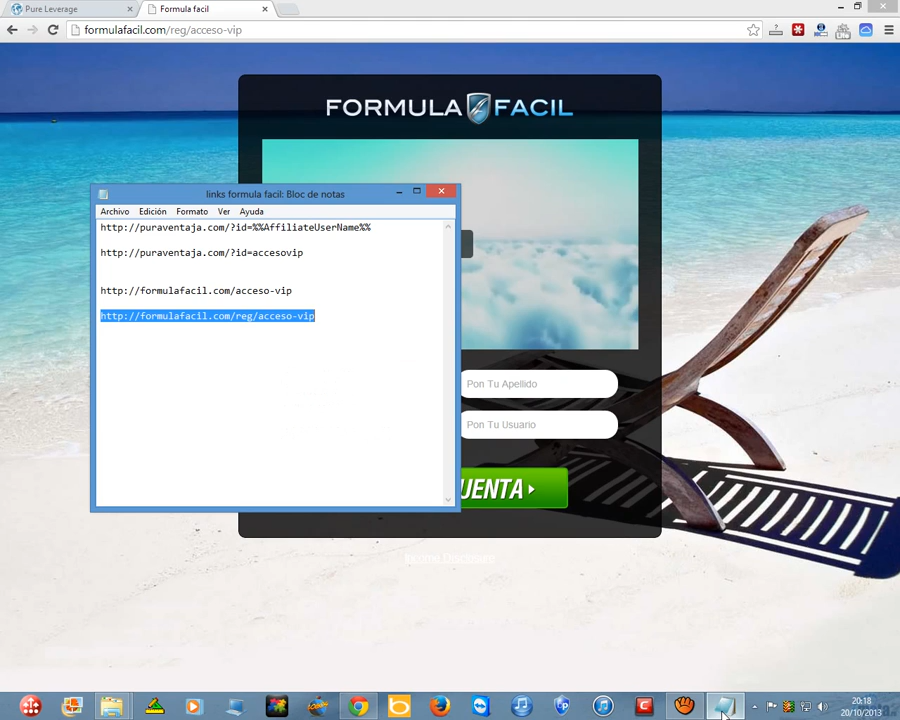 Pure Leverage
Formula facil
formulafacil.com/reg/acceso-vip
FORMULA FACIL
links formula facil: Bloc de notas
Archivo Edición Formato Ver Ayuda
http://puraventaja.com/?id=%%AffiliateUserName%%
http://puraventaja.com/?id=accesovip
http://formulafacil.com/acceso-vip
http://formulafacil.com/reg/acceso-vip
Pon Tu Apellido
Pon Tu Usuario
UENTA
Income Disclosure
20:18
20/10/2013